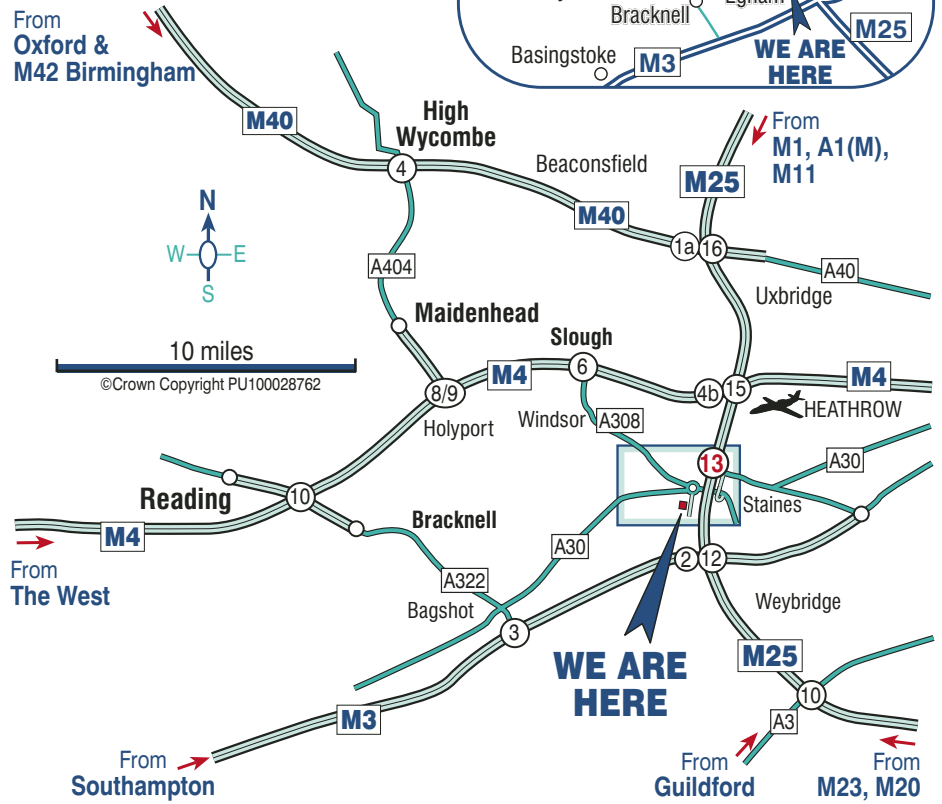 From
Oxford &
M42 Birmingham
Bracknell
Basingstoke
M3
WE ARE
HERE
M25
M40
High
Wycombe
4
Beaconsfield
M25
From
M1, A1(M),
M11
M40
1a
16
N
W
E
S
A404
A40
Uxbridge
Maidenhead
10 miles
©Crown Copyright PU100028762
Slough
6
M4
8/9
4b
15
M4
HEATHROW
Holyport
Windsor
A308
13
A30
Reading
10
Staines
Bracknell
M4
From
The West
A30
2
12
A322
Bagshot
Weybridge
3
WE ARE
HERE
M25
10
M3
A3
From
Southampton
From
Guildford
From
M23, M20